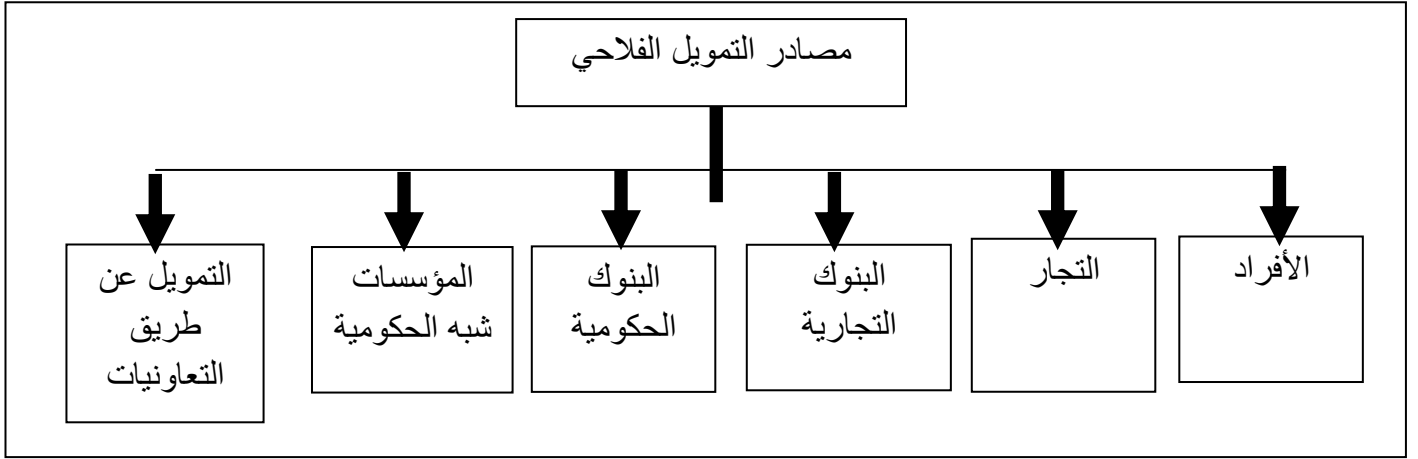 مصادر التمويل الفلاحي
الأفراد
التجار
البنوك
التجارية
البنوك
الحكومية
المؤسسات
شبه الحكومية
التمويل عن
طريق
التعاونيات